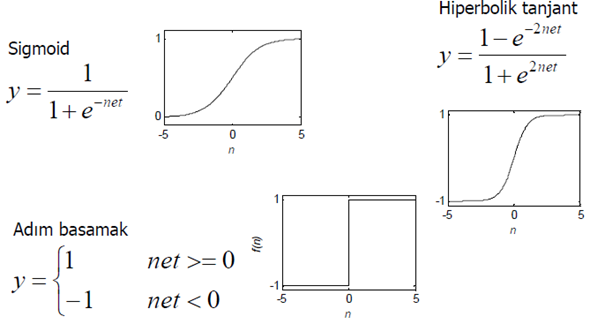 Sigmoid
y = 1 / (1 + e^{-net})
1
0
-5 0 5
n
Hiperbolik tanjant
y = (1 - e^{-2net}) / (1 + e^{2net})
1
-1
-5 0 5
n
Adım basamak
y = { 1 net >= 0
-1 net < 0
f(n)
1
-1
-5 0 5
n